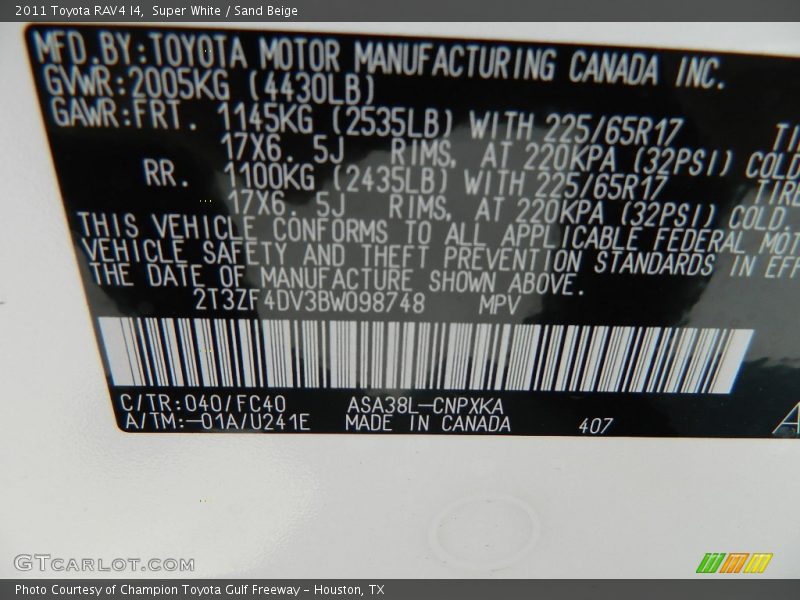 2011 Toyota RAV4 I4, Super White / Sand Beige
MFD.BY:TOYOTA MOTOR MANUFACTURING CANADA INC.
GVWR:2005KG (4430LB)
GAWR:FRT. 1145KG (2535LB) WITH 225/65R17 TI
17X6. 5J RIMS, AT 220KPA (32PSI) COLD
RR. 1100KG (2435LB) WITH 225/65R17 TIRE
17X6. 5J RIMS, AT 220KPA (32PSI) COLD.
THIS VEHICLE CONFORMS TO ALL APPLICABLE FEDERAL MOT
VEHICLE SAFETY AND THEFT PREVENTION STANDARDS IN EFF
THE DATE OF MANUFACTURE SHOWN ABOVE.
2T3ZF4DV3BW098748 MPV
C/TR:040/FC40 ASA38L-CNPXKA
A/TM:-01A/U241E MADE IN CANADA 407
A
GTCARLOT.COM
Photo Courtesy of Champion Toyota Gulf Freeway - Houston, TX